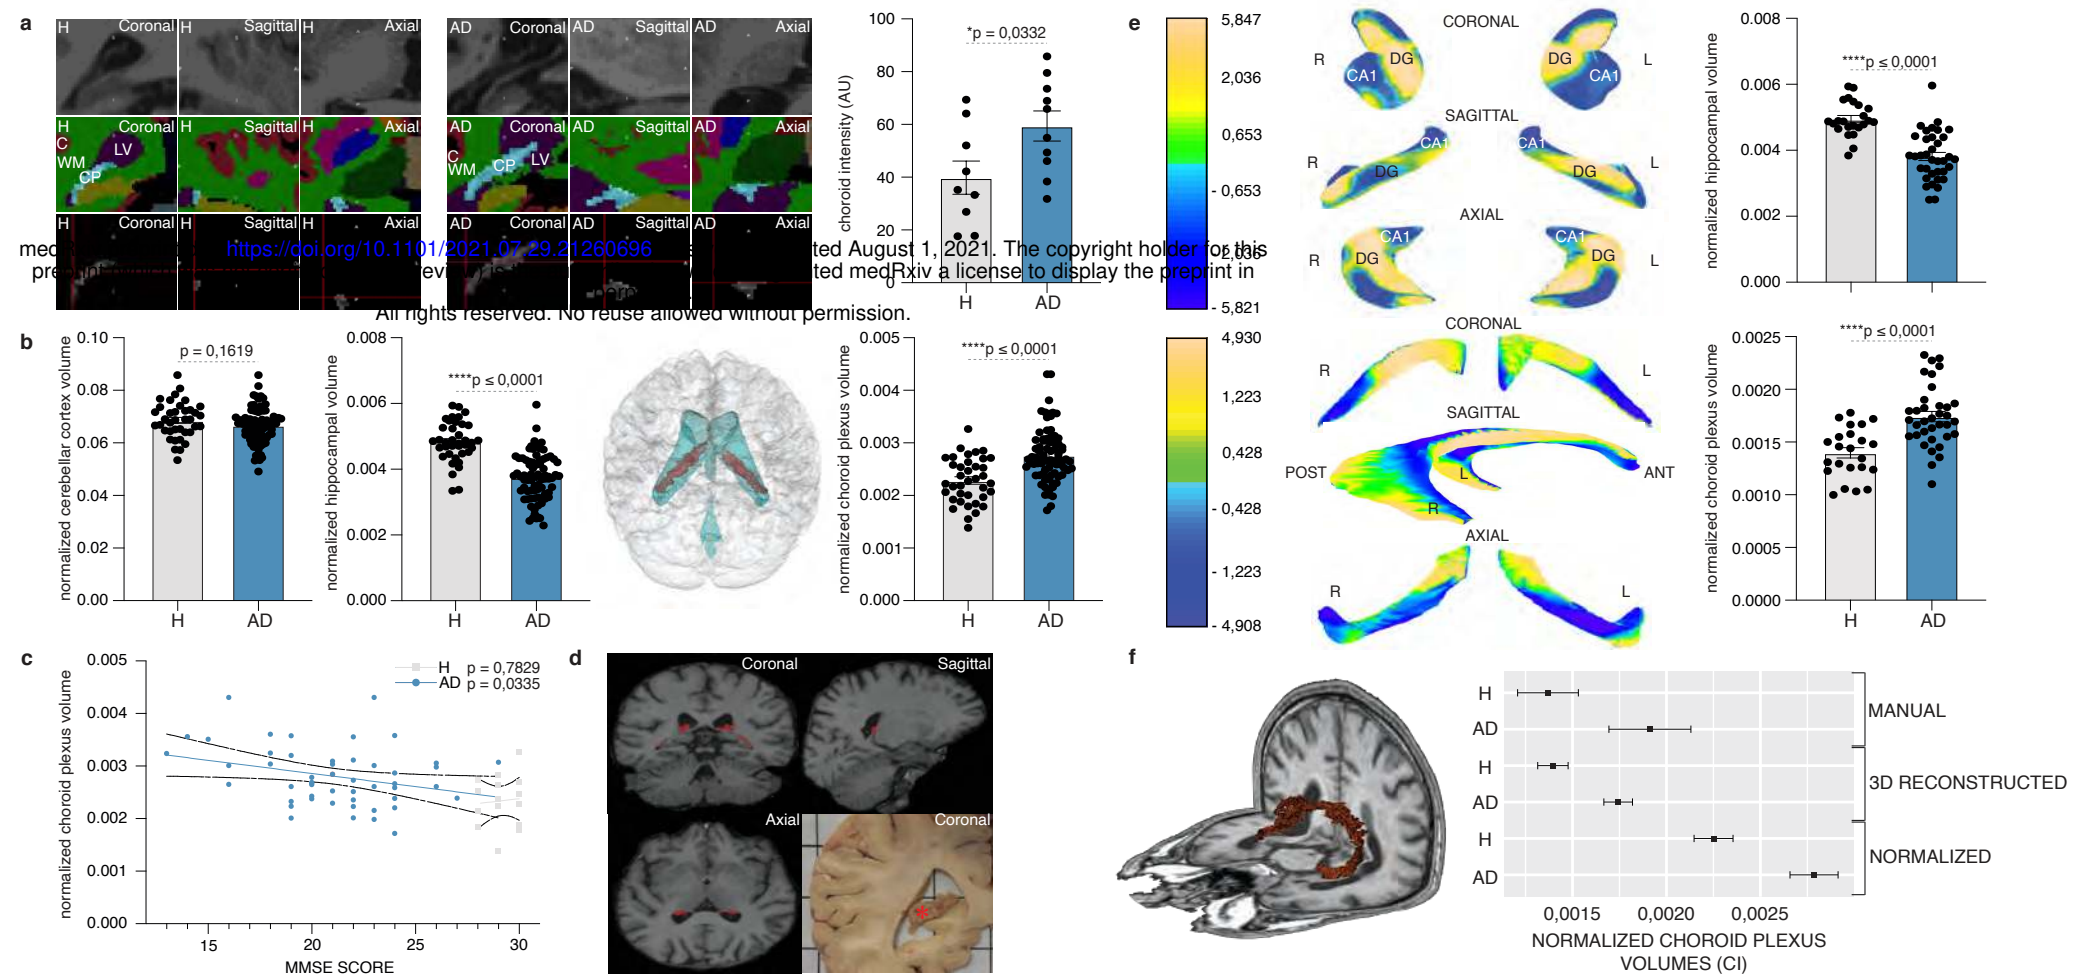 a
H Coronal H Sagittal H Axial
AD Coronal AD Sagittal AD Axial
H Coronal H Sagittal H Axial
C
WM
CP
LV
AD Coronal AD Sagittal AD Axial
C
WM
CP
LV
H Coronal H Sagittal H Axial
AD Coronal AD Sagittal AD Axial
https://doi.org/10.1101/2021.07.29.21260696
ted August 1, 2021. The copyright holder for this
ted medRxiv a license to display the preprint in
All rights reserved. No reuse allowed without permission.
choroid intensity (AU)
100
80
60
40
20
0
*p = 0,0332
H AD
b
normalized cerebellar cortex volume
0.10
0.08
0.06
0.04
0.02
0.00
p = 0,1619
H AD
normalized hippocampal volume
0.008
0.006
0.004
0.002
0.000
****p ≤ 0,0001
H AD
normalized choroid plexus volume
0.005
0.004
0.003
0.002
0.001
0.000
****p ≤ 0,0001
H AD
c
normalized choroid plexus volume
0.005
0.004
0.003
0.002
0.001
0.000
H p = 0,7829
AD p = 0,0335
15 20 25 30
MMSE SCORE
d
Coronal
Sagittal
Axial
Coronal
*
e
5,847
2,036
0,653
- 0,653
- 2,036
- 5,821
CORONAL
R DG CA1
DG CA1 L
SAGITTAL
R CA1 DG
CA1 DG L
AXIAL
R CA1 DG
CA1 DG L
normalized hippocampal volume
0.008
0.006
0.004
0.002
0.000
****p ≤ 0,0001
4,930
1,223
0,428
- 0,428
- 1,223
- 4,908
CORONAL
R L
SAGITTAL
POST L R ANT
AXIAL
R L
normalized choroid plexus volume
0.0025
0.0020
0.0015
0.0010
0.0005
0.0000
****p ≤ 0,0001
H AD
f
H
AD
MANUAL
H
AD
3D RECONSTRUCTED
H
AD
NORMALIZED
0,0015 0,0020 0,0025
NORMALIZED CHOROID PLEXUS
VOLUMES (CI)